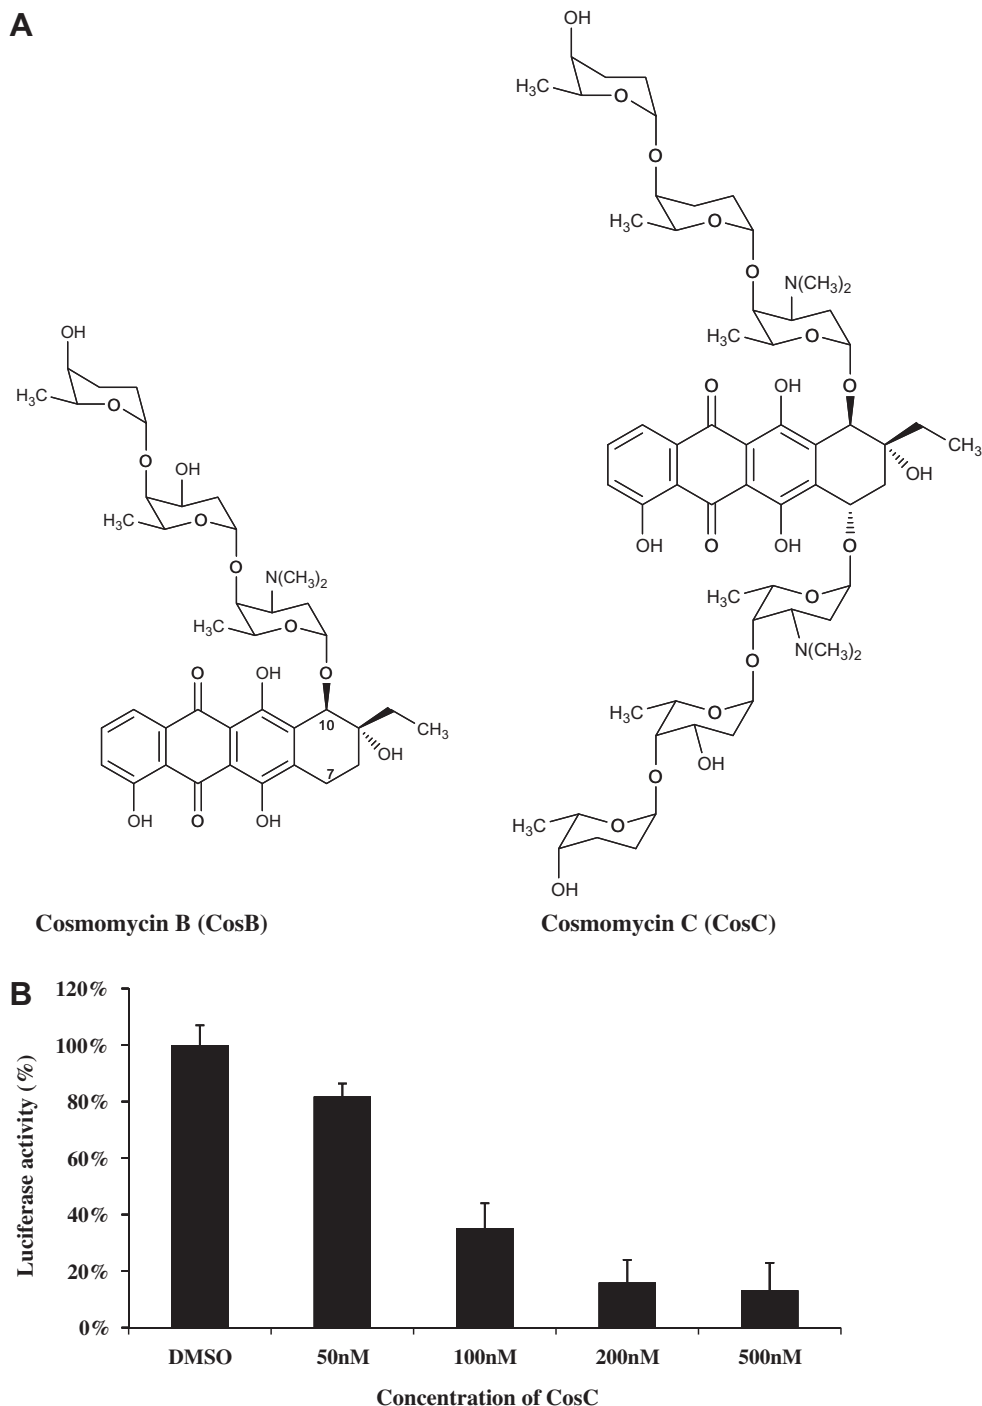 A
OH
H₃C
O
O
H₃C
O
O
N(CH₃)₂
H₃C
O
O
O
OH
CH₃
OH
OH
O
OH
O
H₃C
O
N(CH₃)₂
O
H₃C
O
OH
O
H₃C
O
OH
OH
H₃C
O
O
OH
H₃C
O
O
N(CH₃)₂
H₃C
O
O
O
OH
10
CH₃
OH
7
OH
O
OH
Cosmomycin B (CosB)
Cosmomycin C (CosC)
B
120%
100%
80%
60%
40%
20%
0%
Luciferase activity (%)
DMSO 50nM 100nM 200nM 500nM
Concentration of CosC